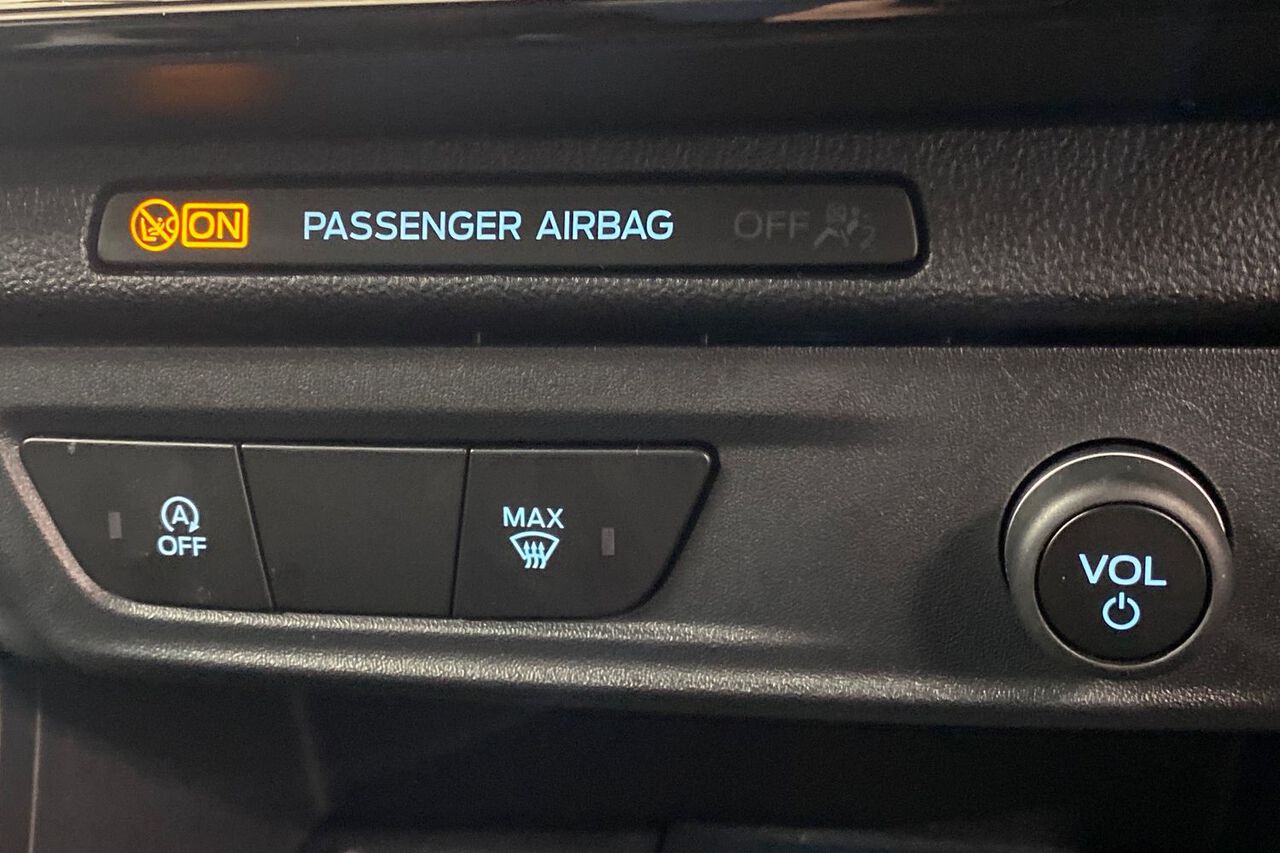 ON PASSENGER AIRBAG OFF
A
OFF
MAX
VOL